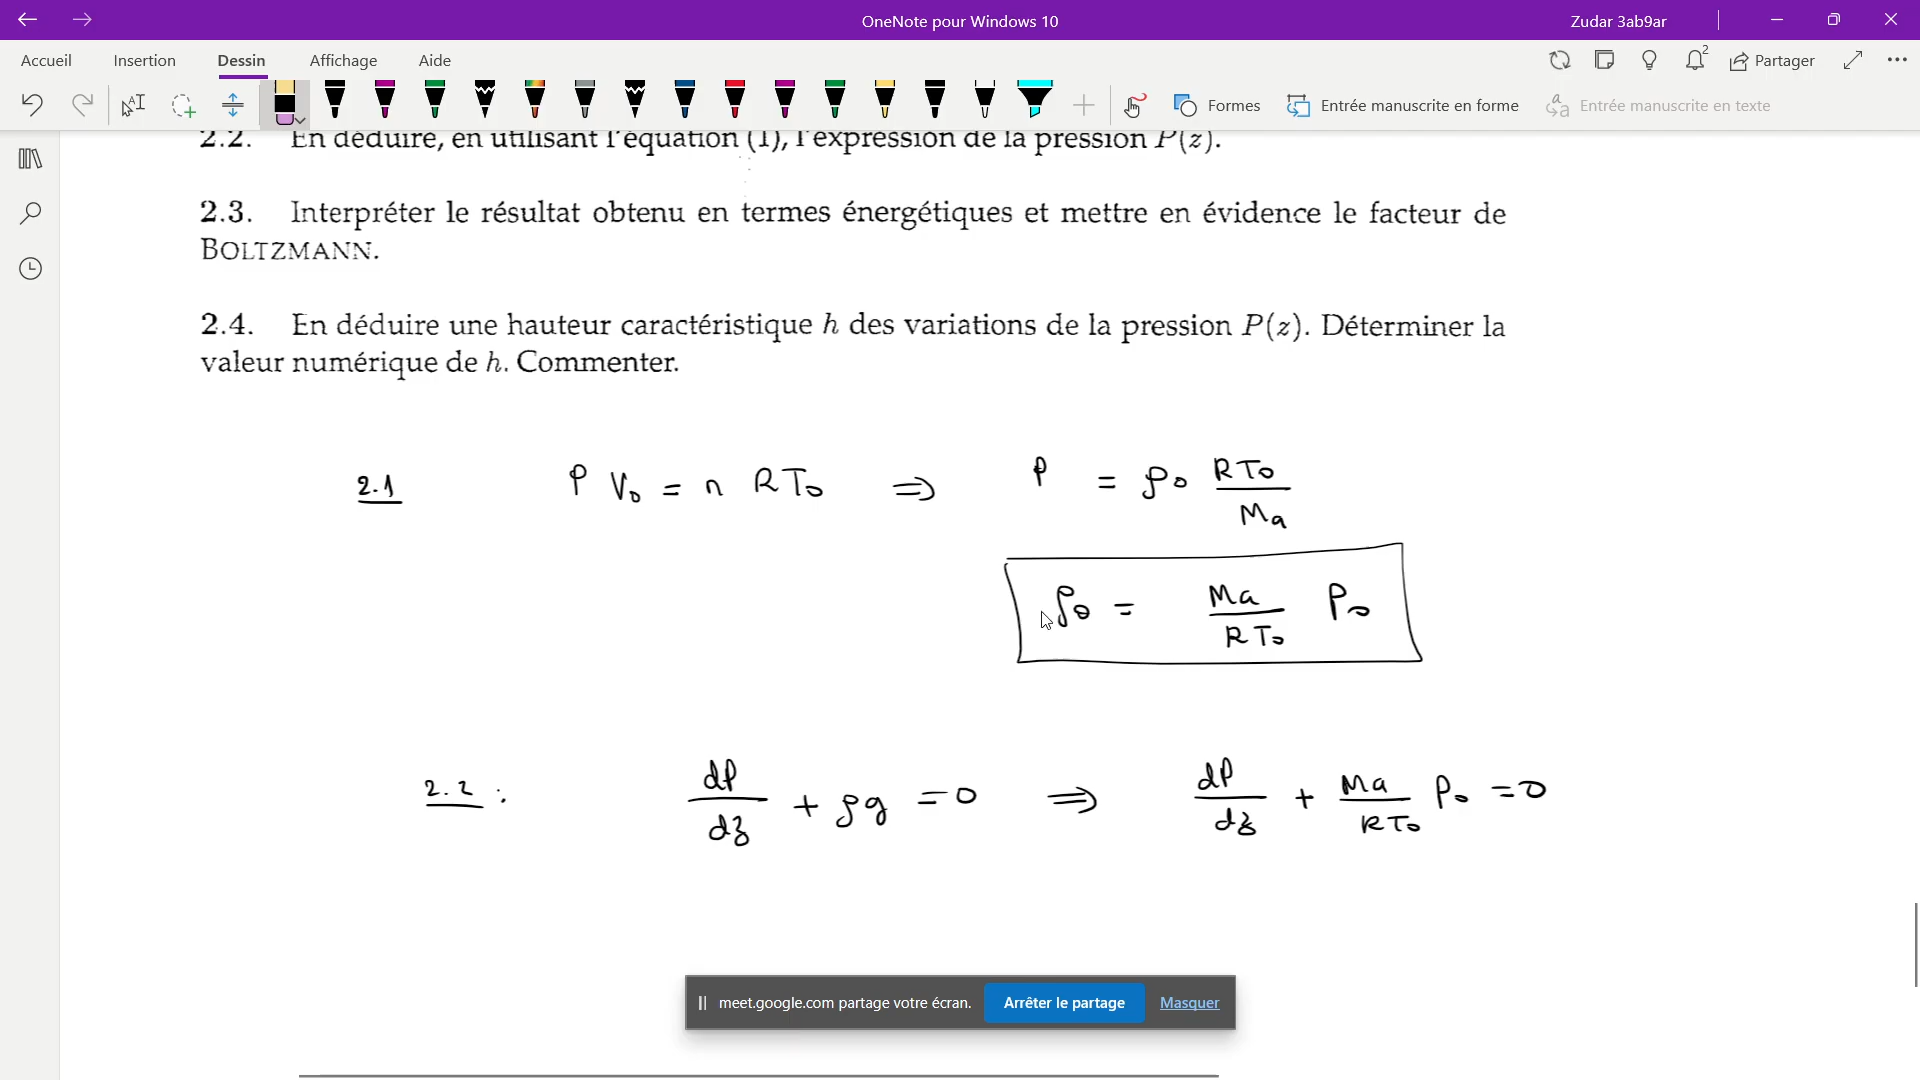 OneNote pour Windows 10
Zudar 3ab9ar
Accueil Insertion Dessin Affichage Aide
2 Partager
Formes Entrée manuscrite en forme Entrée manuscrite en texte
2.2. En déduire, en utilisant l'équation (1), l'expression de la pression P(z).
2.3. Interpréter le résultat obtenu en termes énergétiques et mettre en évidence le facteur de
BOLTZMANN.
2.4. En déduire une hauteur caractéristique h des variations de la pression P(z). Déterminer la
valeur numérique de h. Commenter.
2.1 P V₀ = n RT₀ ⇒ P = ρ₀ RT₀/Ma
ρ₀ = Ma/RT₀ P₀
2.2 : dP/dz + ρg = 0 ⇒ dP/dz + Ma/RT₀ P₀ = 0
meet.google.com partage votre écran. Arrêter le partage Masquer